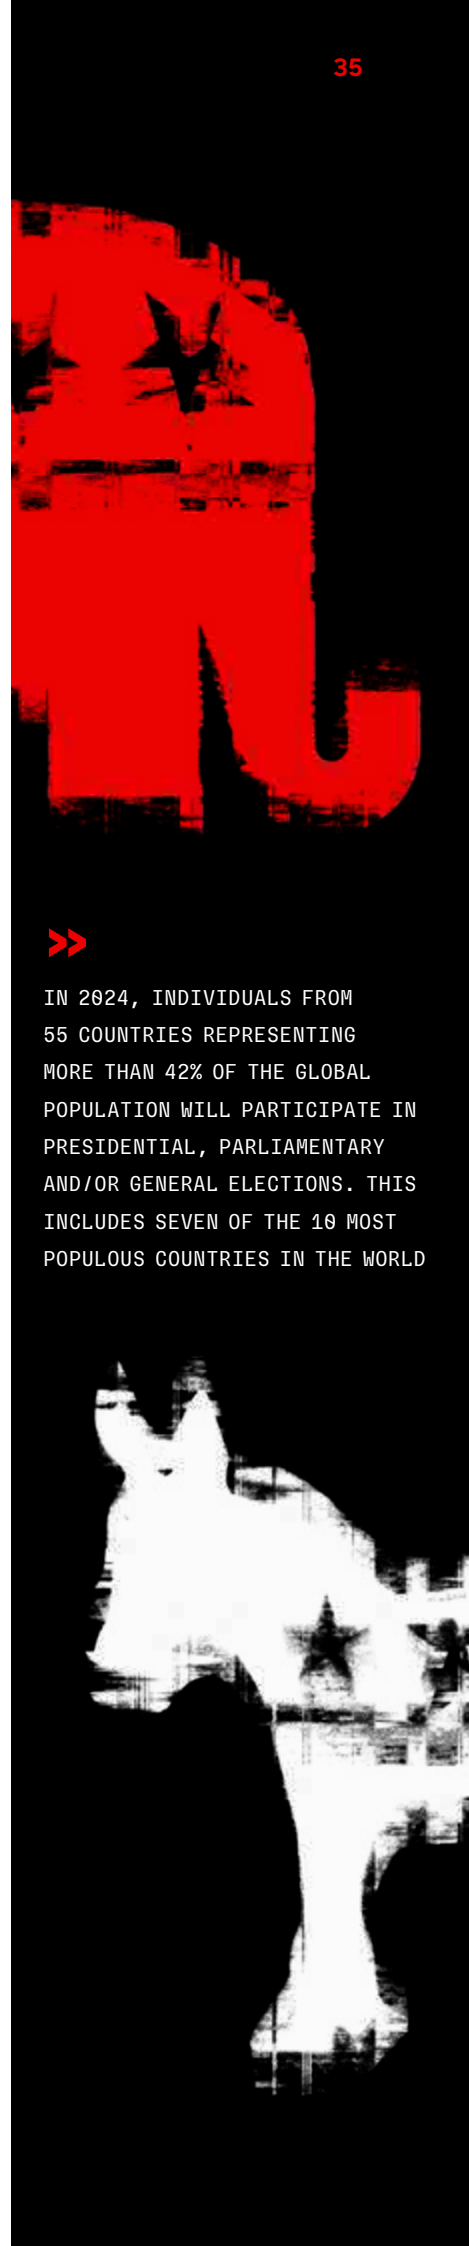 35
»
IN 2024, INDIVIDUALS FROM
55 COUNTRIES REPRESENTING
MORE THAN 42% OF THE GLOBAL
POPULATION WILL PARTICIPATE IN
PRESIDENTIAL, PARLIAMENTARY
AND/OR GENERAL ELECTIONS. THIS
INCLUDES SEVEN OF THE 10 MOST
POPULOUS COUNTRIES IN THE WORLD